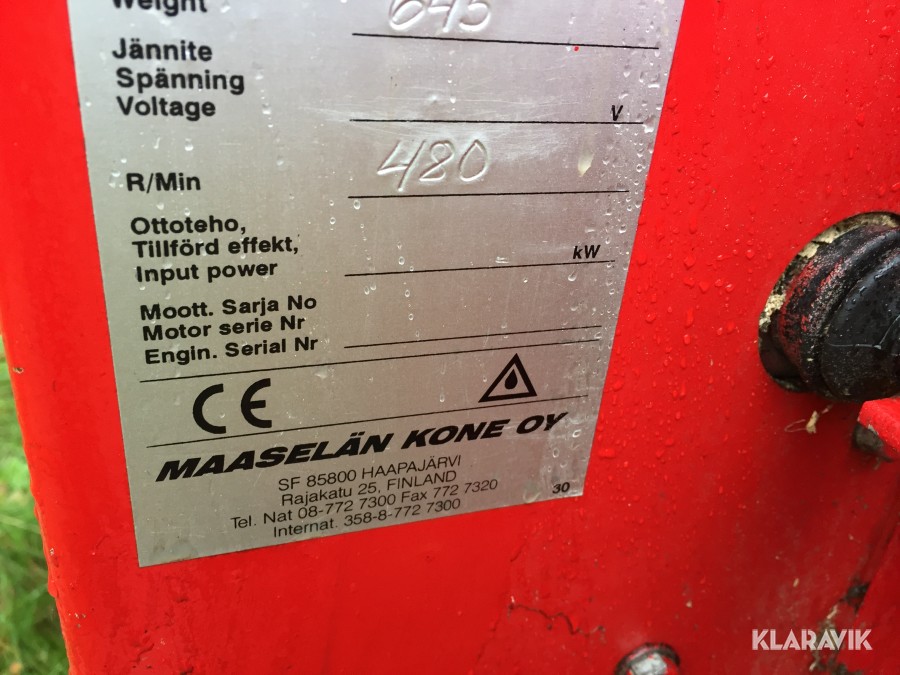 Weight 645
Jännite
Spänning
Voltage V
R/Min 480
Ottoteho,
Tillförd effekt,
Input power kW
Moott. Sarja No
Motor serie Nr
Engin. Serial Nr
CE
MAASELÄN KONE OY
SF 85800 HAAPAJÄRVI
Rajakatu 25, FINLAND
Tel. Nat 08-772 7300 Fax 772 7320
Internat. 358-8-772 7300
30
KLARAVIK